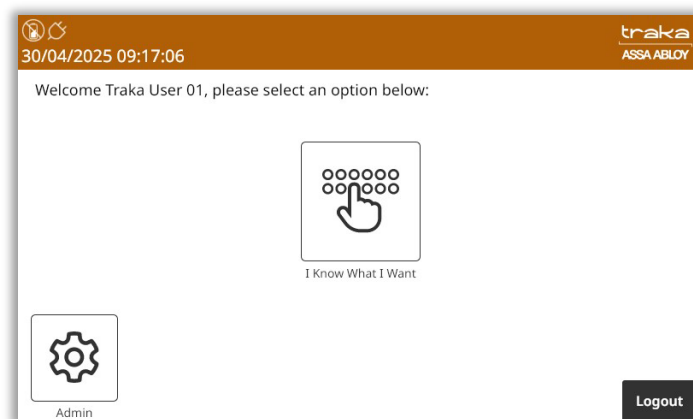 traka
30/04/2025 09:17:06
ASSA ABLOY
Welcome Traka User 01, please select an option below:
I Know What I Want
Admin
Logout